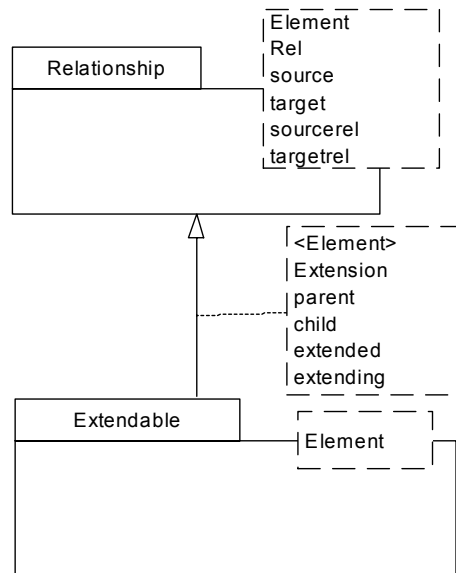 Relationship
Element
Rel
source
target
sourcerel
targetrel
<Element>
Extension
parent
child
extended
extending
Extendable
Element